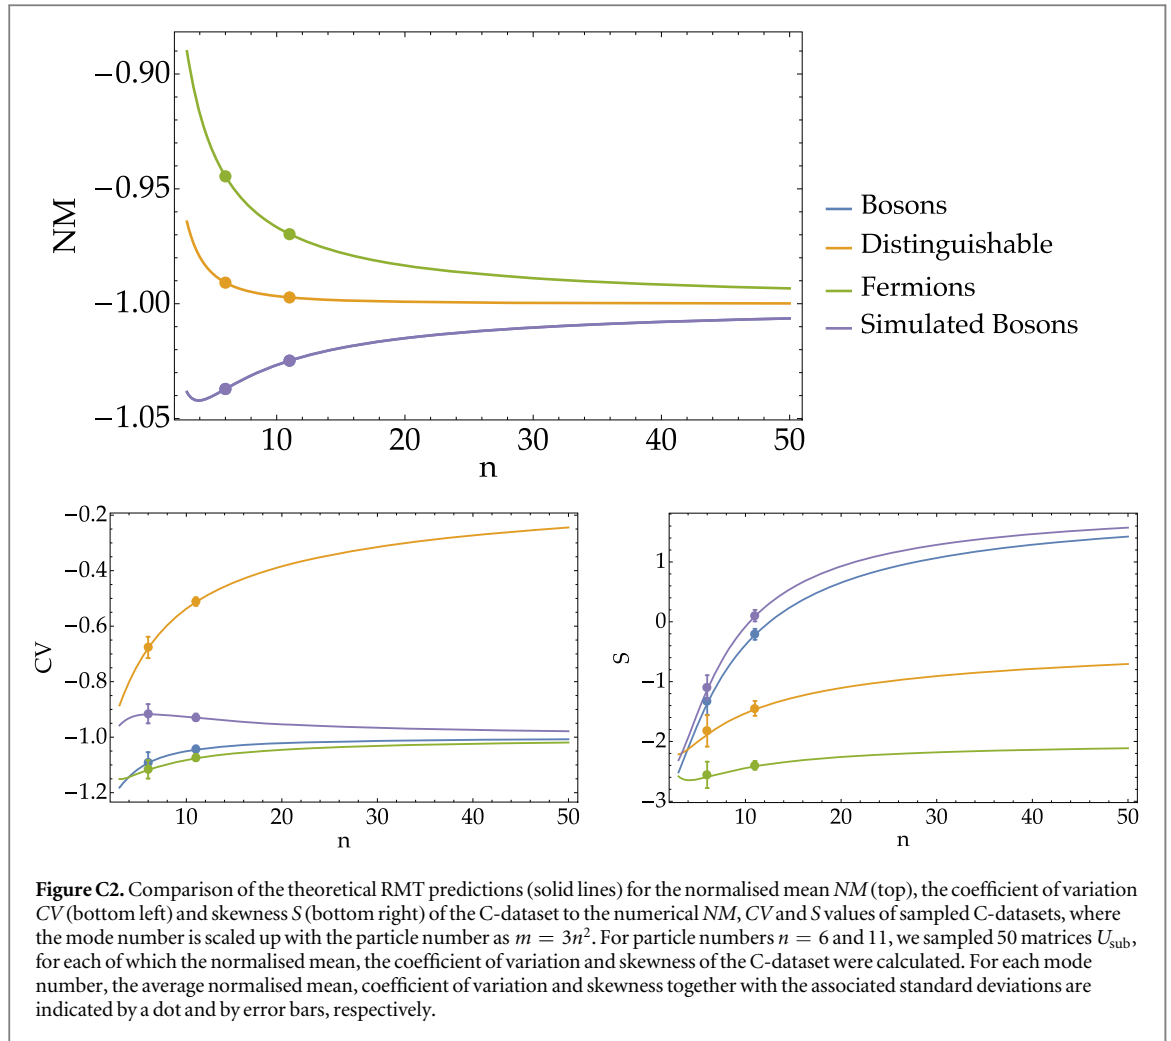 −0.90
−0.95
−1.00
−1.05
NM
10
20
30
40
50
n
Bosons
Distinguishable
Fermions
Simulated Bosons
−0.2
−0.4
−0.6
−0.8
−1.0
−1.2
CV
10
20
30
40
50
n
1
0
−1
−2
−3
S
10
20
30
40
50
n
Figure C2. Comparison of the theoretical RMT predictions (solid lines) for the normalised mean NM (top), the coefficient of variation
CV (bottom left) and skewness S (bottom right) of the C-dataset to the numerical NM, CV and S values of sampled C-datasets, where
the mode number is scaled up with the particle number as m = 3n². For particle numbers n = 6 and 11, we sampled 50 matrices U_sub,
for each of which the normalised mean, the coefficient of variation and skewness of the C-dataset were calculated. For each mode
number, the average normalised mean, coefficient of variation and skewness together with the associated standard deviations are
indicated by a dot and by error bars, respectively.